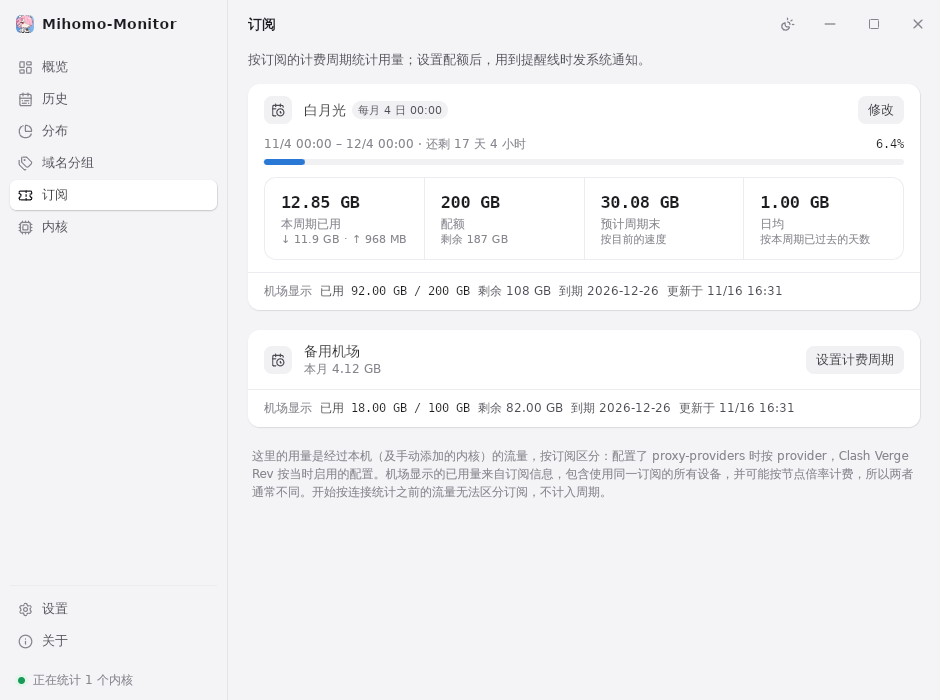 Mihomo-Monitor
概览
历史
分布
域名分组
订阅
内核
设置
关于
正在统计 1 个内核
订阅
按订阅的计费周期统计用量；设置配额后，用到提醒线时发系统通知。
白月光 每月 4 日 00:00 修改
11/4 00:00 – 12/4 00:00 · 还剩 17 天 4 小时 6.4%
12.85 GB 200 GB 30.08 GB 1.00 GB
本周期已用 配额 预计周期末 日均
↓ 11.9 GB · ↑ 968 MB 剩余 187 GB 按目前的速度 按本周期已过去的天数
机场显示 已用 92.00 GB / 200 GB 剩余 108 GB 到期 2026-12-26 更新于 11/16 16:31
备用机场 设置计费周期
本月 4.12 GB
机场显示 已用 18.00 GB / 100 GB 剩余 82.00 GB 到期 2026-12-26 更新于 11/16 16:31
这里的用量是经过本机（及手动添加的内核）的流量，按订阅区分：配置了 proxy-providers 时按 provider，Clash Verge
Rev 按当时启用的配置。机场显示的已用量来自订阅信息，包含使用同一订阅的所有设备，并可能按节点倍率计费，所以两者
通常不同。开始按连接统计之前的流量无法区分订阅，不计入周期。